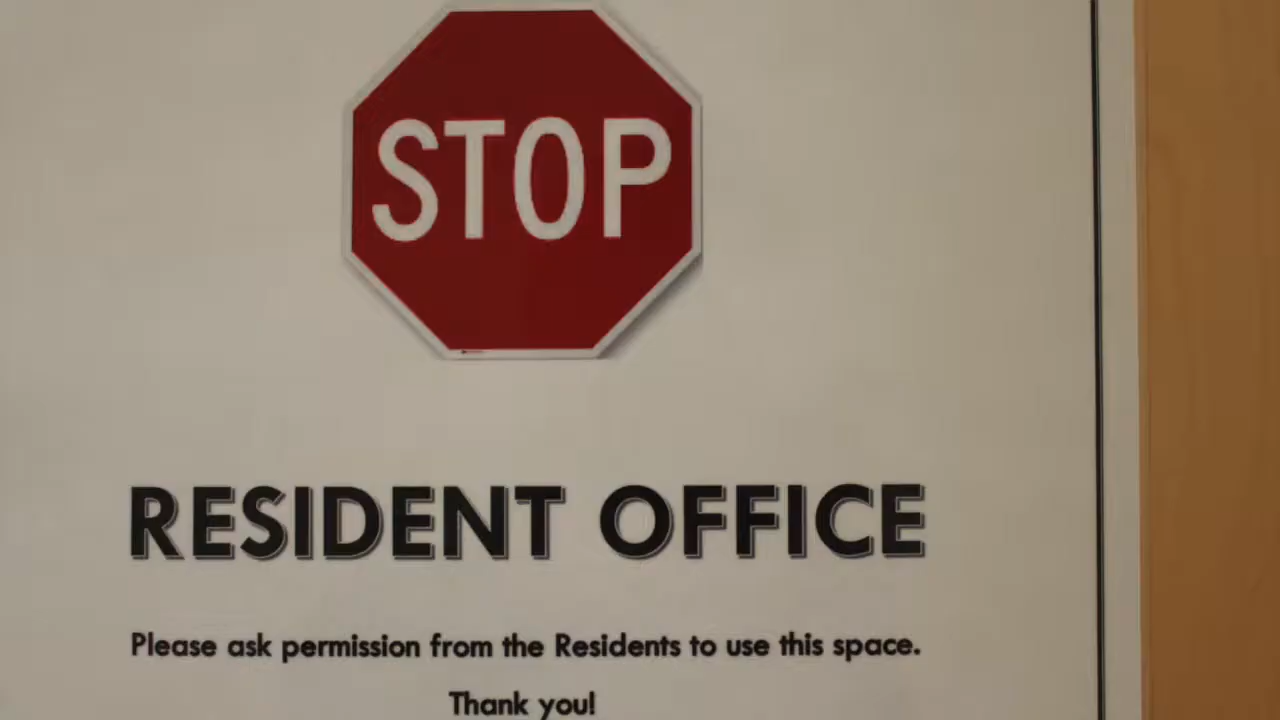 STOP
RESIDENT OFFICE
Please ask permission from the Residents to use this space.
Thank you!